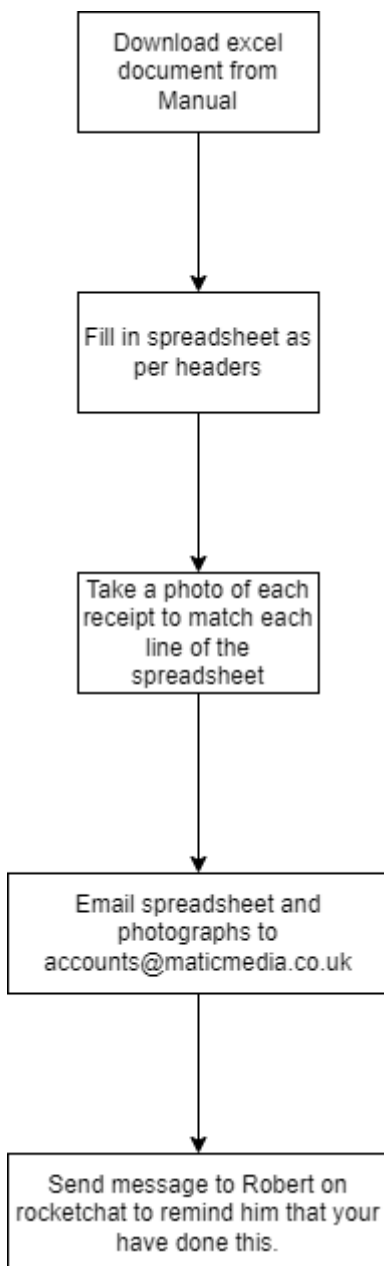 Download excel
document from
Manual
Fill in spreadsheet as
per headers
Take a photo of each
receipt to match each
line of the
spreadsheet
Email spreadsheet and
photographs to
accounts@maticmedia.co.uk
Send message to Robert on
rocketchat to remind him that your
have done this.